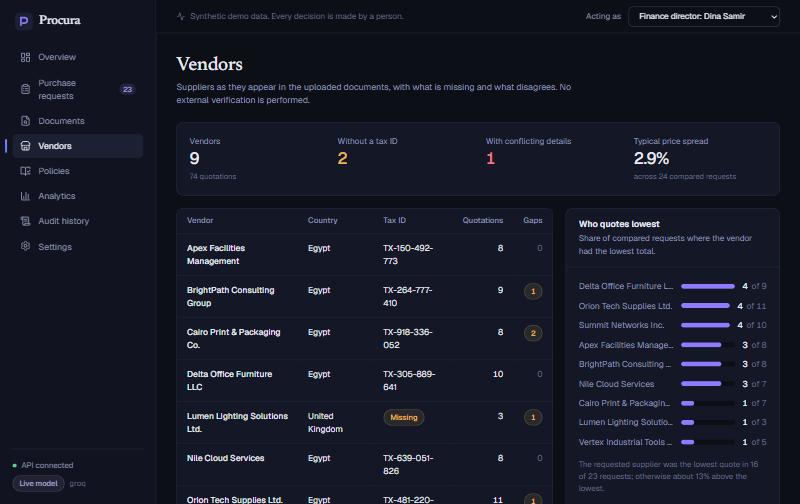 Procura
Synthetic demo data. Every decision is made by a person.
Acting as
Finance director: Dina Samir
Overview
Purchase
requests
23
Documents
Vendors
Policies
Analytics
Audit history
Settings
API connected
Live model
groq
Vendors
Suppliers as they appear in the uploaded documents, with what is missing and what disagrees. No
external verification is performed.
Vendors
9
74 quotations
Without a tax ID
2
With conflicting details
1
Typical price spread
2.9%
across 24 compared requests
Vendor Country Tax ID Quotations Gaps
Apex Facilities
Management
Egypt
TX-150-492-
773
8
0
BrightPath Consulting
Group
Egypt
TX-264-777-
410
9
1
Cairo Print & Packaging
Co.
Egypt
TX-918-336-
052
8
2
Delta Office Furniture
LLC
Egypt
TX-305-889-
641
10
0
Lumen Lighting Solutions
Ltd.
United
Kingdom
Missing
3
1
Nile Cloud Services
Egypt
TX-639-051-
826
8
0
Orion Tech Supplies Ltd.
Egypt
TX-481-220-
11
1
Who quotes lowest
Share of compared requests where the vendor
had the lowest total.
Delta Office Furniture L... 4 of 9
Orion Tech Supplies Ltd. 4 of 11
Summit Networks Inc. 4 of 10
Apex Facilities Manage... 3 of 8
BrightPath Consulting ... 3 of 8
Nile Cloud Services 3 of 7
Cairo Print & Packagin... 1 of 7
Lumen Lighting Solutio... 1 of 3
Vertex Industrial Tools ... 1 of 5
The requested supplier was the lowest quote in 16
of 23 requests; otherwise about 13% above the
lowest.